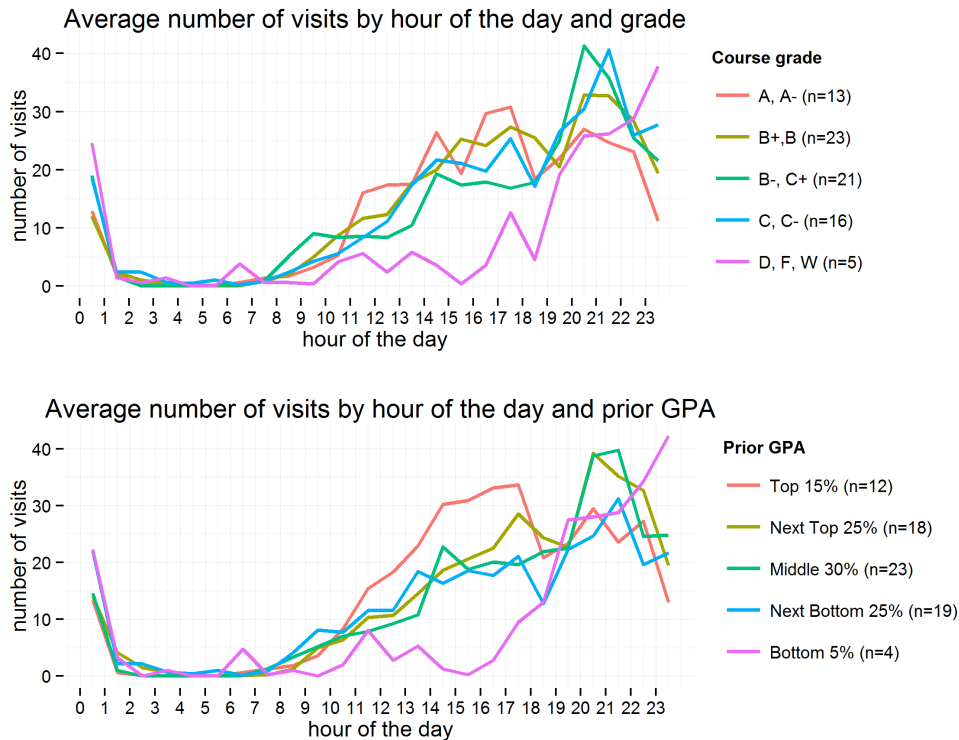 Average number of visits by hour of the day and grade
40
30
20
10
0
number of visits
0 1 2 3 4 5 6 7 8 9 10 11 12 13 14 15 16 17 18 19 20 21 22 23
hour of the day
Course grade
A, A- (n=13)
B+,B (n=23)
B-, C+ (n=21)
C, C- (n=16)
D, F, W (n=5)
Average number of visits by hour of the day and prior GPA
40
30
20
10
0
number of visits
0 1 2 3 4 5 6 7 8 9 10 11 12 13 14 15 16 17 18 19 20 21 22 23
hour of the day
Prior GPA
Top 15% (n=12)
Next Top 25% (n=18)
Middle 30% (n=23)
Next Bottom 25% (n=19)
Bottom 5% (n=4)